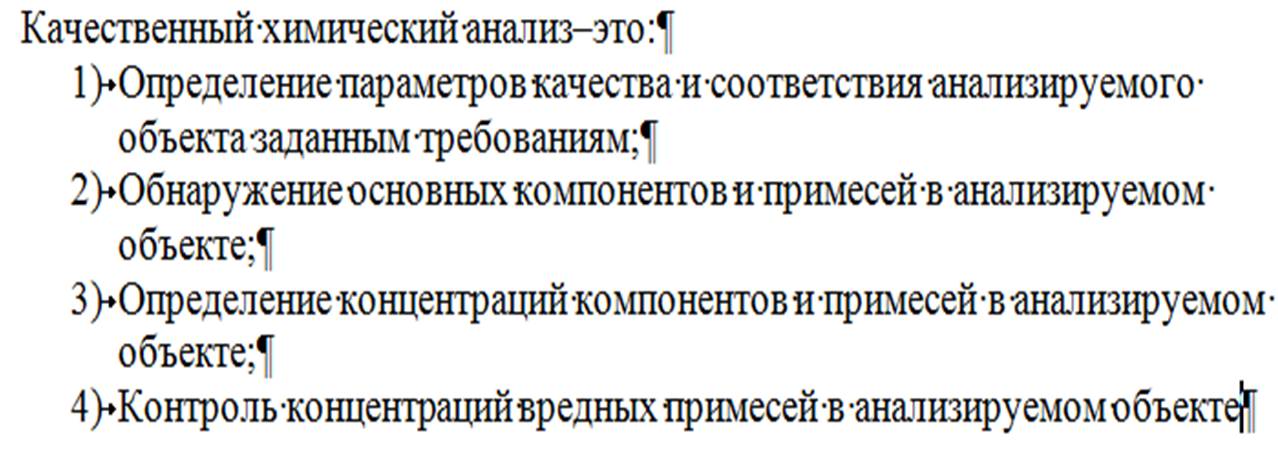 Качественный химический анализ–это:¶
1) Определение параметров качества и соответствия анализируемого
объекта заданным требованиям;¶
2) Обнаружение основных компонентов и примесей в анализируемом
объекте;¶
3) Определение концентраций компонентов и примесей в анализируемом
объекте;¶
4) Контроль концентраций вредных примесей в анализируемом объекте¶